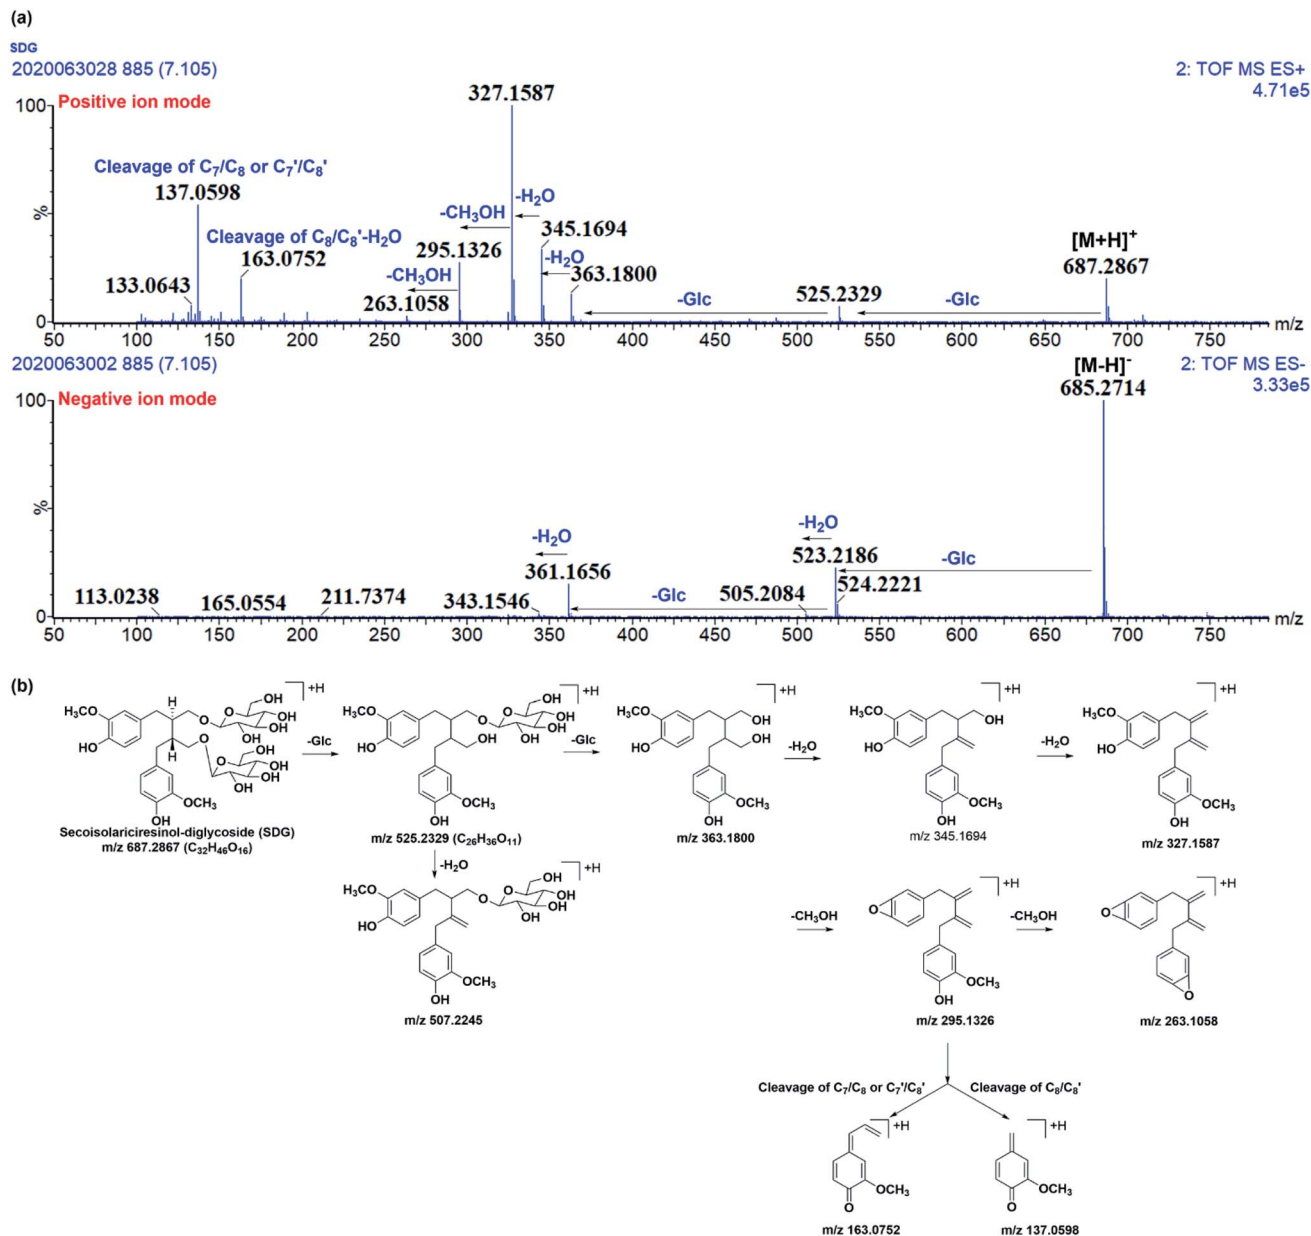 (a)
SDG
2020063028 885 (7.105)
2: TOF MS ES+
4.71e5
Positive ion mode
100
%
0
327.1587
Cleavage of C7/C8 or C7'/C8'
137.0598
-H2O
-CH3OH
Cleavage of C8/C8'-H2O
345.1694
[M+H]+
163.0752
295.1326
-H2O
363.1800
687.2867
133.0643
-CH3OH
263.1058
-Glc
525.2329
-Glc
50 100 150 200 250 300 350 400 450 500 550 600 650 700 750 m/z
2020063002 885 (7.105)
[M-H]-
2: TOF MS ES-
685.2714
3.33e5
Negative ion mode
100
%
0
-H2O
-H2O
523.2186
-Glc
361.1656
524.2221
113.0238
165.0554
211.7374
343.1546
-Glc
505.2084
50 100 150 200 250 300 350 400 450 500 550 600 650 700 750 m/z
(b)
+H
H3CO
HO
H
O
O
OH
OH
OH
OH
H
O
O
OH
OH
OH
OH
OCH3
OH
Secoisolariciresinol-diglycoside (SDG)
m/z 687.2867 (C32H46O16)
-Glc
+H
H3CO
HO
O
O
OH
OH
OH
OH
OH
OCH3
OH
m/z 525.2329 (C26H36O11)
-Glc
+H
H3CO
HO
OH
OH
OCH3
OH
m/z 363.1800
-H2O
+H
H3CO
HO
OH
OCH3
OH
m/z 345.1694
-H2O
+H
H3CO
HO
OCH3
OH
m/z 327.1587
-H2O
+H
H3CO
HO
O
O
OH
OH
OH
OH
OCH3
OH
m/z 507.2245
-CH3OH
+H
O
OCH3
OH
m/z 295.1326
-CH3OH
+H
O
O
m/z 263.1058
Cleavage of C7/C8 or C7'/C8'
Cleavage of C8/C8'
+H
OCH3
O
m/z 163.0752
+H
OCH3
O
m/z 137.0598